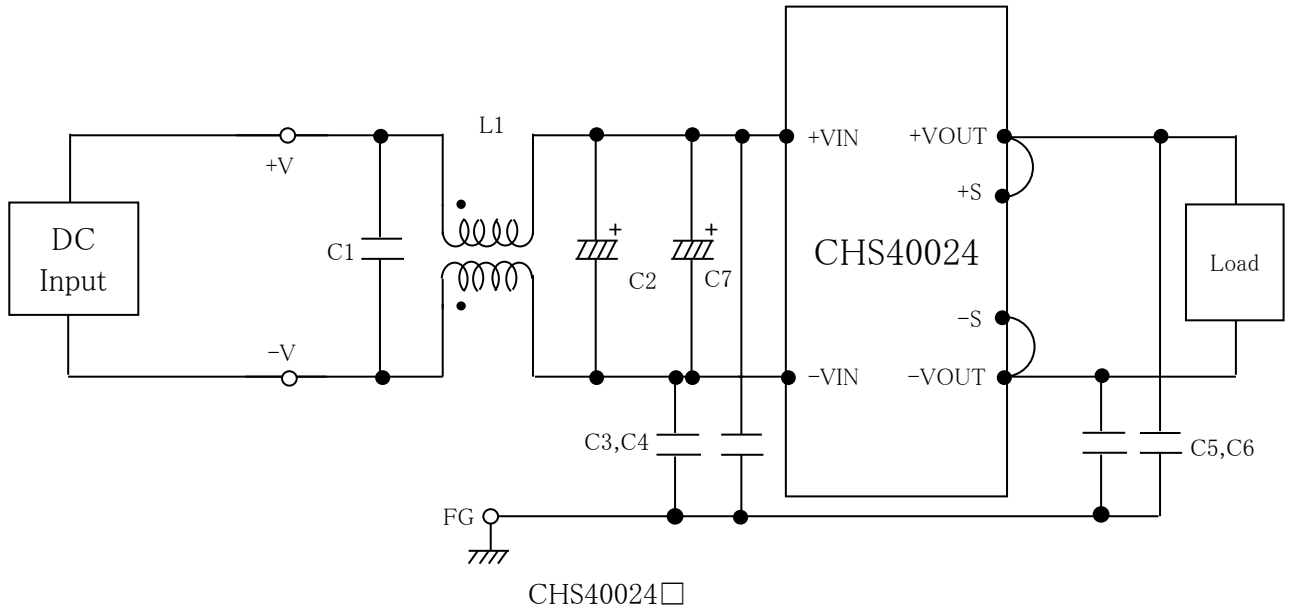 L1
+V
+VIN
+VOUT
+S
DC
Input
C1
+
+
C2
C7
CHS40024
Load
-V
-S
-VIN
-VOUT
C3,C4
C5,C6
FG
CHS40024□